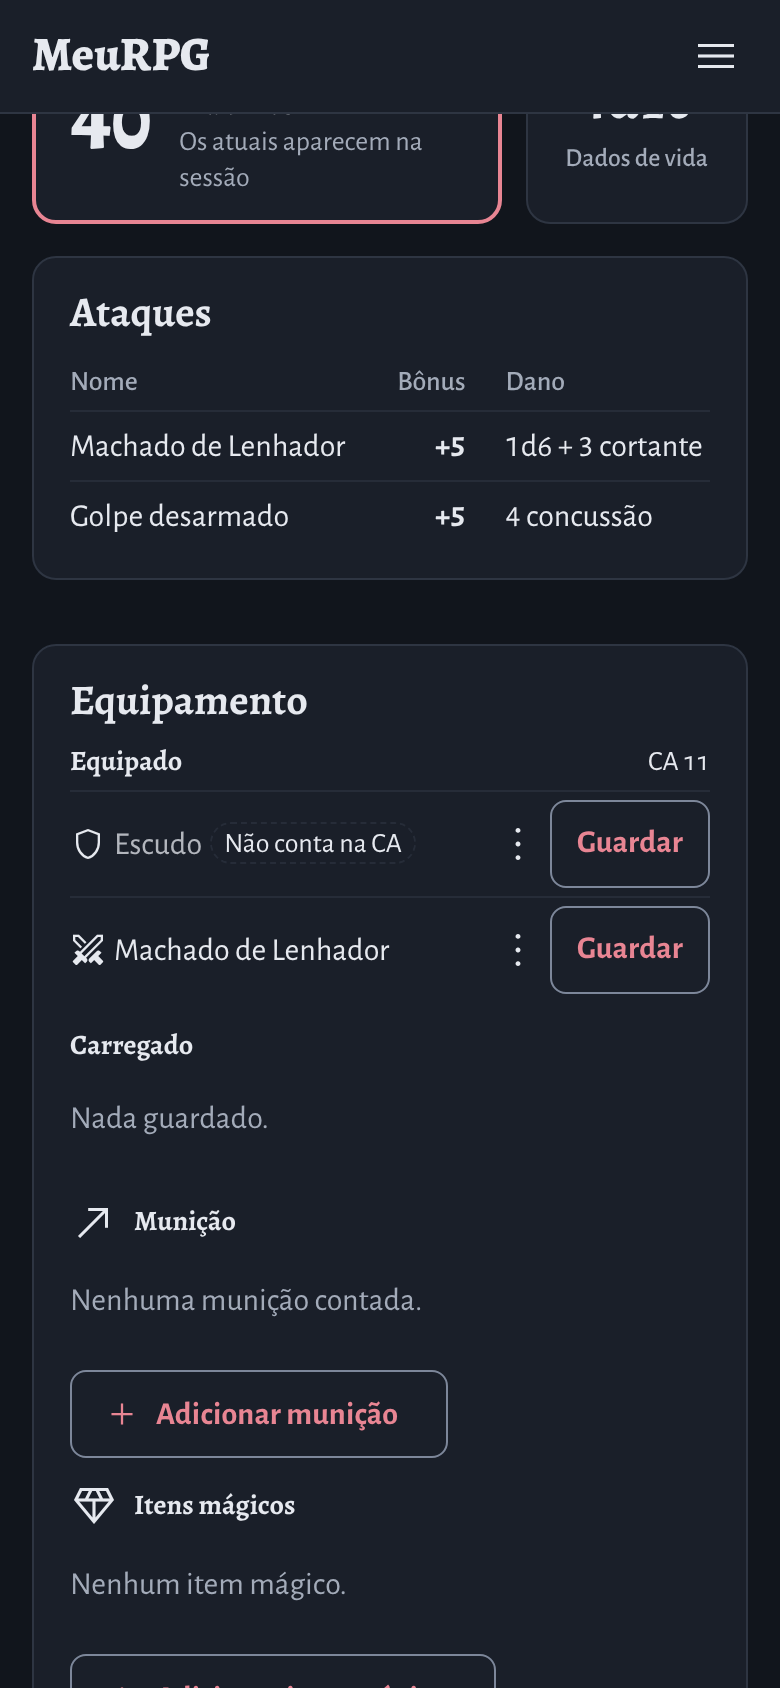 MeuRPG
40
Os atuais aparecem na
sessão
Dados de vida
Ataques
Nome Bônus Dano
Machado de Lenhador +5 1d6 + 3 cortante
Golpe desarmado +5 4 concussão
Equipamento
Equipado CA 11
Escudo Não conta na CA Guardar
Machado de Lenhador Guardar
Carregado
Nada guardado.
Munição
Nenhuma munição contada.
+ Adicionar munição
Itens mágicos
Nenhum item mágico.